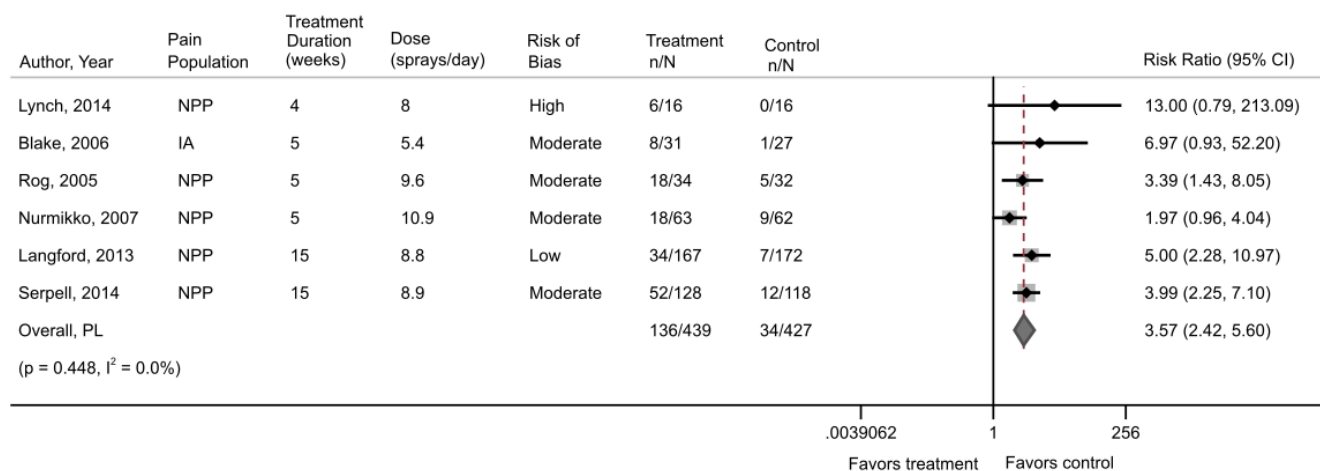 Author, Year Pain Population Treatment Duration (weeks) Dose (sprays/day) Risk of Bias Treatment n/N Control n/N Risk Ratio (95% CI)
Lynch, 2014 NPP 4 8 High 6/16 0/16 13.00 (0.79, 213.09)
Blake, 2006 IA 5 5.4 Moderate 8/31 1/27 6.97 (0.93, 52.20)
Rog, 2005 NPP 5 9.6 Moderate 18/34 5/32 3.39 (1.43, 8.05)
Nurmikko, 2007 NPP 5 10.9 Moderate 18/63 9/62 1.97 (0.96, 4.04)
Langford, 2013 NPP 15 8.8 Low 34/167 7/172 5.00 (2.28, 10.97)
Serpell, 2014 NPP 15 8.9 Moderate 52/128 12/118 3.99 (2.25, 7.10)
Overall, PL 136/439 34/427 3.57 (2.42, 5.60)
(p = 0.448, I² = 0.0%)
.0039062 1 256
Favors treatment Favors control